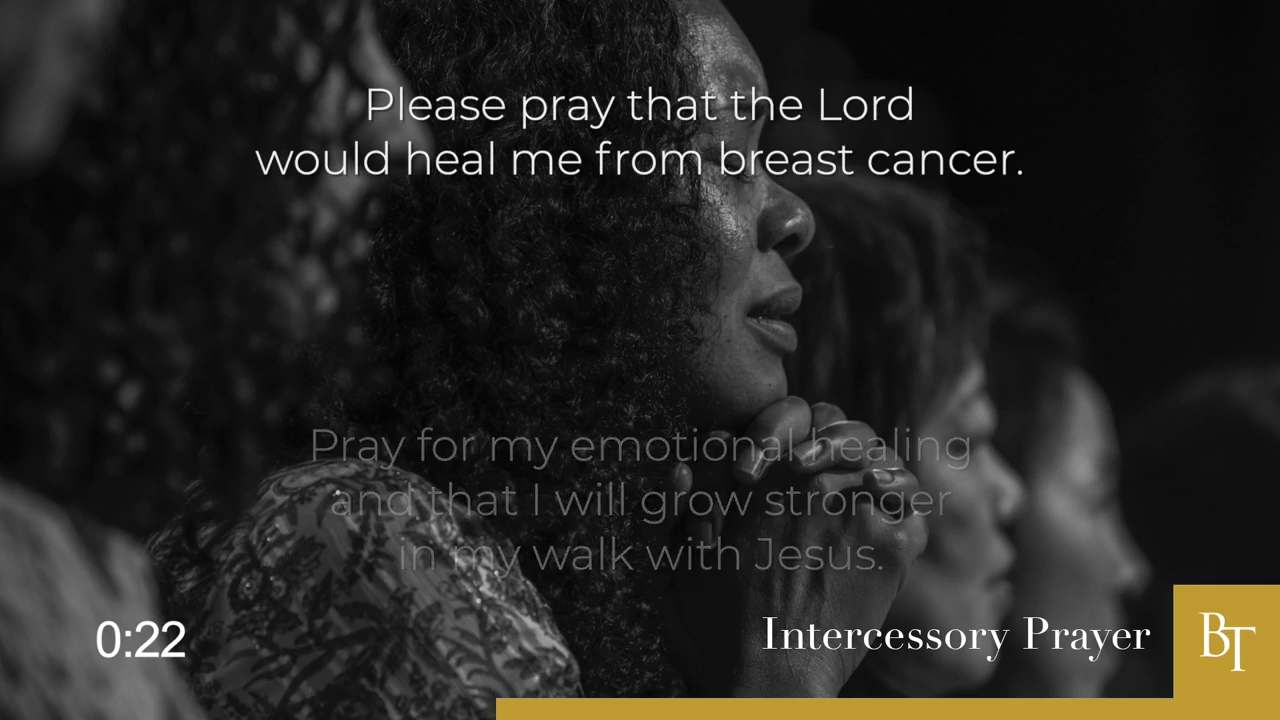 Please pray that the Lord
would heal me from breast cancer.
Pray for my emotional healing
and that I will grow stronger
in my walk with Jesus.
0:22
Intercessory Prayer
BT